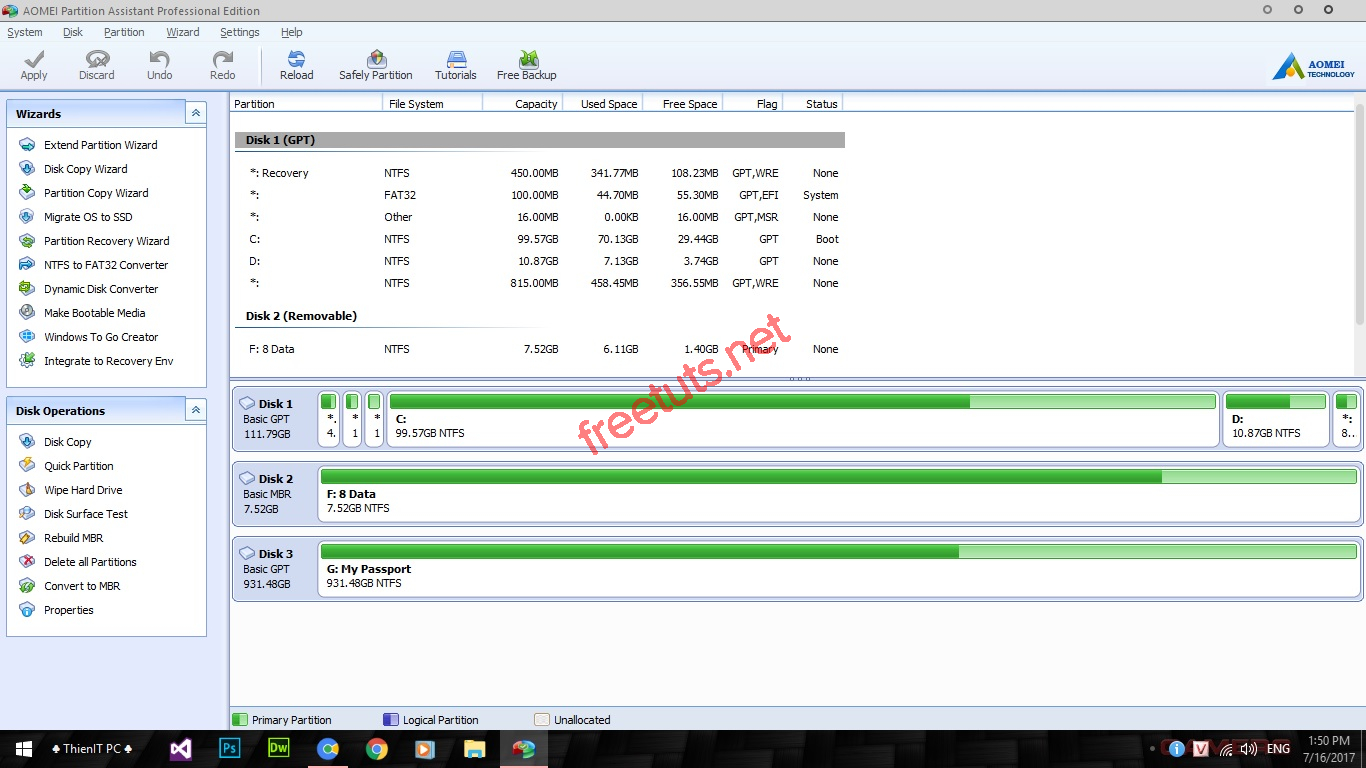 AOMEI Partition Assistant Professional Edition
System Disk Partition Wizard Settings Help
Apply Discard Undo Redo Reload Safely Partition Tutorials Free Backup
AOMEI
TECHNOLOGY
Wizards
Extend Partition Wizard
Disk Copy Wizard
Partition Copy Wizard
Migrate OS to SSD
Partition Recovery Wizard
NTFS to FAT32 Converter
Dynamic Disk Converter
Make Bootable Media
Windows To Go Creator
Integrate to Recovery Env
Disk Operations
Disk Copy
Quick Partition
Wipe Hard Drive
Disk Surface Test
Rebuild MBR
Delete all Partitions
Convert to MBR
Properties
Partition File System Capacity Used Space Free Space Flag Status
Disk 1 (GPT)
*: Recovery NTFS 450.00MB 341.77MB 108.23MB GPT,WRE None
*: FAT32 100.00MB 44.70MB 55.30MB GPT,EFI System
*: Other 16.00MB 0.00KB 16.00MB GPT,MSR None
C: NTFS 99.57GB 70.13GB 29.44GB GPT Boot
D: NTFS 10.87GB 7.13GB 3.74GB GPT None
*: NTFS 815.00MB 458.45MB 356.55MB GPT,WRE None
Disk 2 (Removable)
F: 8 Data NTFS 7.52GB 6.11GB 1.40GB Primary None
freetuts.net
Disk 1
Basic GPT
111.79GB
*. * * C: D: *:
4. 1 1 99.57GB NTFS 10.87GB NTFS 8...
Disk 2
Basic MBR
7.52GB
F: 8 Data
7.52GB NTFS
Disk 3
Basic GPT
931.48GB
G: My Passport
931.48GB NTFS
Primary Partition Logical Partition Unallocated
♣ ThienIT PC ♣ Ps Dw V ENG 1:50 PM
7/16/2017